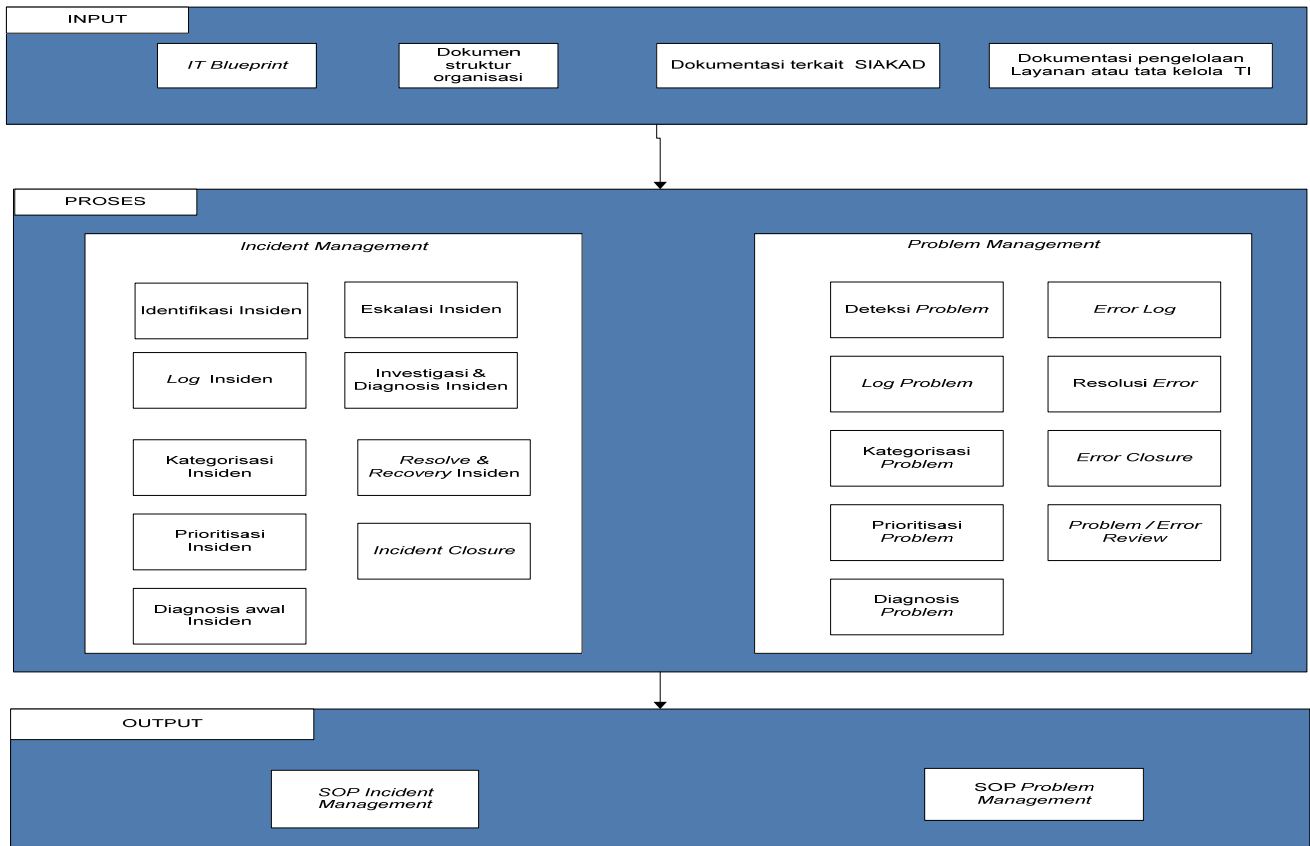 INPUT
IT Blueprint
Dokumen
struktur
organisasi
Dokumentasi terkait SIAKAD
Dokumentasi pengelolaan
Layanan atau tata kelola TI
PROSES
Incident Management
Identifikasi Insiden
Log Insiden
Kategorisasi
Insiden
Prioritisasi
Insiden
Diagnosis awal
Insiden
Eskalasi Insiden
Investigasi &
Diagnosis Insiden
Resolve &
Recovery Insiden
Incident Closure
Problem Management
Deteksi Problem
Log Problem
Kategorisasi
Problem
Prioritisasi
Problem
Diagnosis
Problem
Error Log
Resolusi Error
Error Closure
Problem / Error
Review
OUTPUT
SOP Incident
Management
SOP Problem
Management